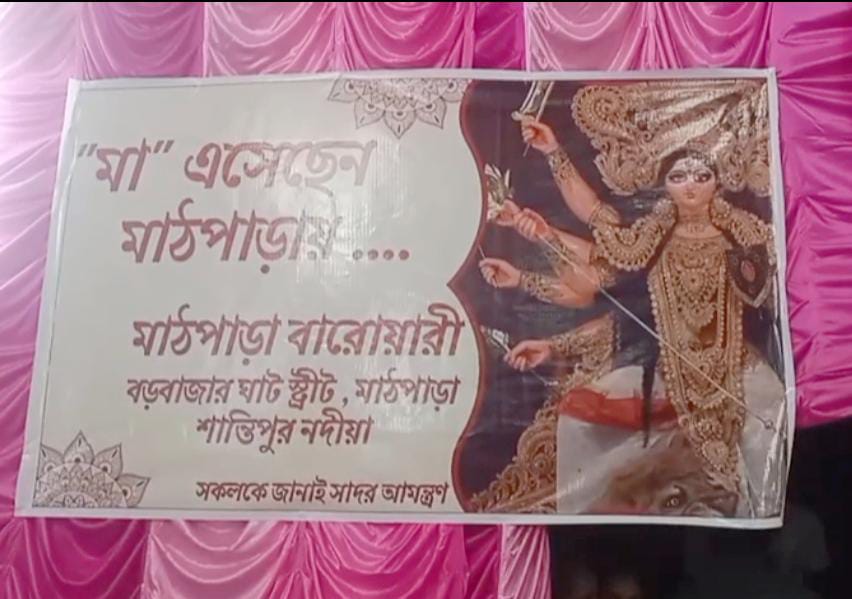 "মা" এসেছেন
মাঠপাড়ায় ....
মাঠপাড়া বারোয়ারী
বড়বাজার ঘাট স্ট্রীট , মাঠপাড়া
শান্তিপুর নদীয়া
সকলকে জানাই সাদর আমন্ত্রণ